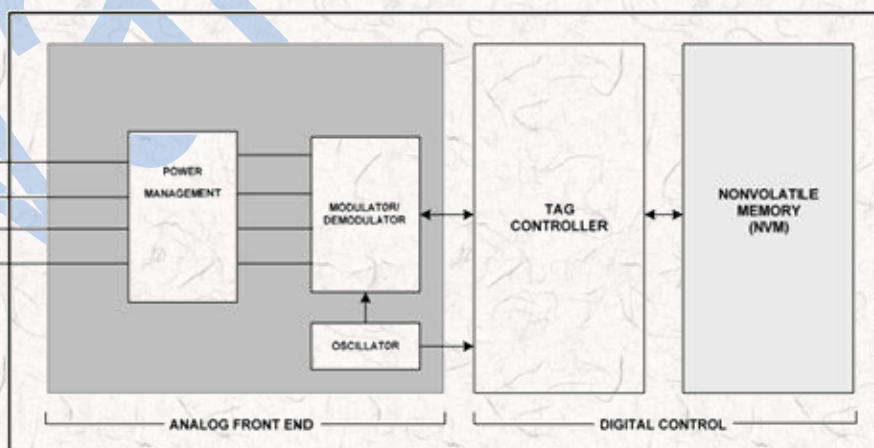 POWER
MANAGEMENT
MODULATOR/
DEMODULATOR
OSCILLATOR
TAG
CONTROLLER
NONVOLATILE
MEMORY
(NVM)
ANALOG FRONT END
DIGITAL CONTROL